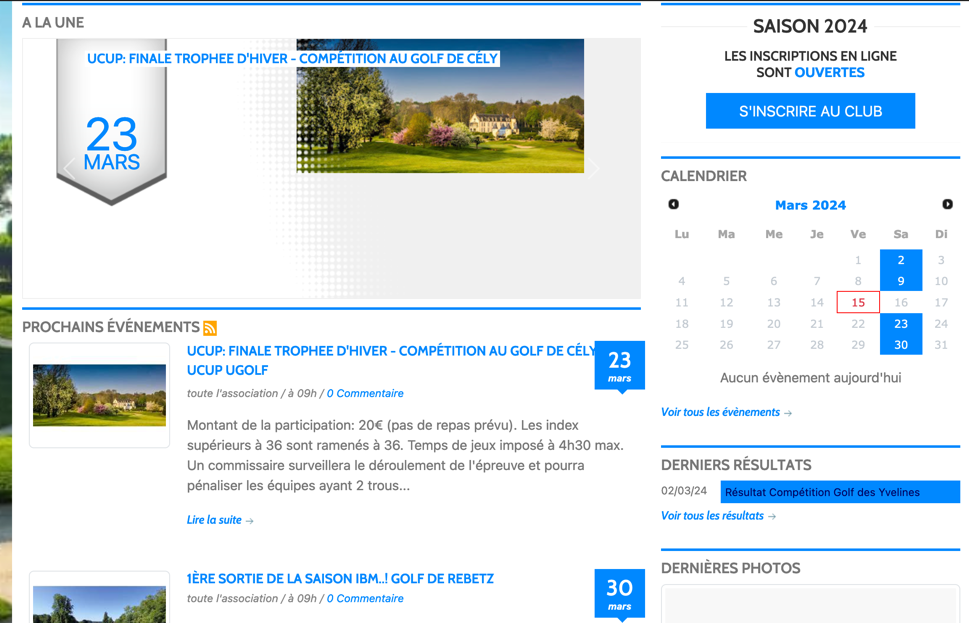 A LA UNE
UCUP: FINALE TROPHEE D'HIVER - COMPÉTITION AU GOLF DE CÉLY
23
MARS
PROCHAINS ÉVÉNEMENTS
UCUP: FINALE TROPHEE D'HIVER - COMPÉTITION AU GOLF DE CÉLY
UCUP UGOLF
23
mars
toute l'association / à 09h / 0 Commentaire
Montant de la participation: 20€ (pas de repas prévu). Les index
supérieurs à 36 sont ramenés à 36. Temps de jeux imposé à 4h30 max.
Un commissaire surveillera le déroulement de l'épreuve et pourra
pénaliser les équipes ayant 2 trous...
Lire la suite →
1ÈRE SORTIE DE LA SAISON IBM..! GOLF DE REBETZ
30
mars
toute l'association / à 09h / 0 Commentaire
SAISON 2024
LES INSCRIPTIONS EN LIGNE
SONT OUVERTES
S'INSCRIRE AU CLUB
CALENDRIER
Mars 2024
Lu Ma Me Je Ve Sa Di
1 2 3
4 5 6 7 8 9 10
11 12 13 14 15 16 17
18 19 20 21 22 23 24
25 26 27 28 29 30 31
Aucun évènement aujourd'hui
Voir tous les évènements →
DERNIERS RÉSULTATS
02/03/24 Résultat Compétition Golf des Yvelines
Voir tous les résultats →
DERNIÈRES PHOTOS